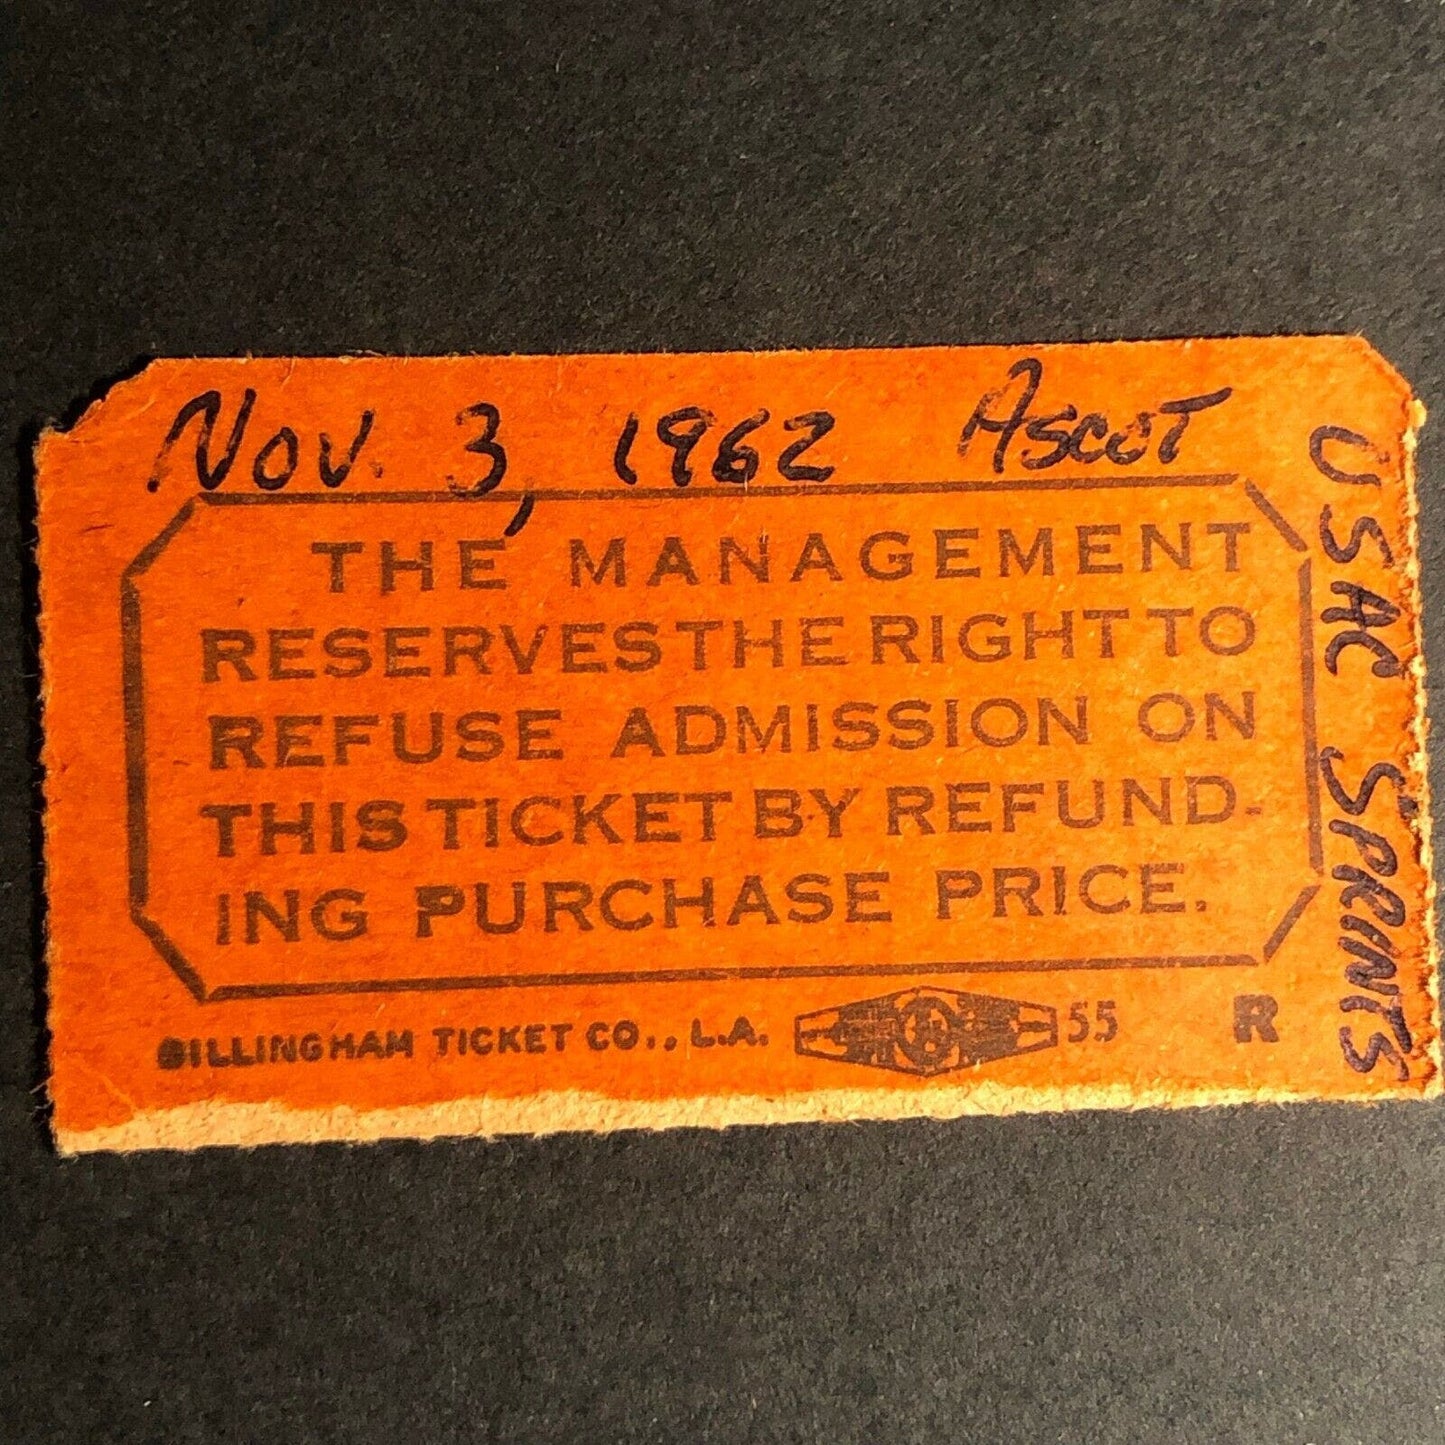 Nov. 3, 1962 Ascot
USAC SPRINTS
THE MANAGEMENT
RESERVES THE RIGHT TO
REFUSE ADMISSION ON
THIS TICKET BY REFUND-
ING PURCHASE PRICE.
BILLINGHAM TICKET CO., L.A. 55 R